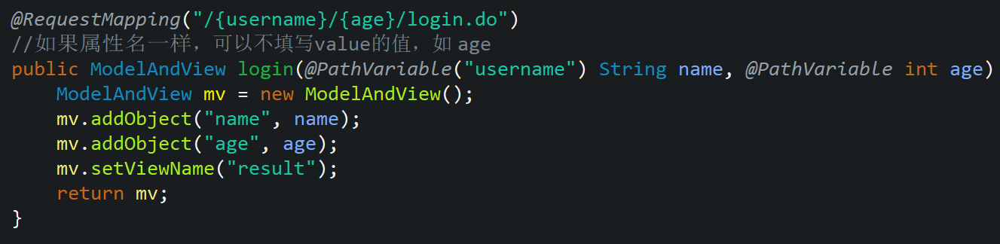 @RequestMapping("/{username}/{age}/login.do")
//如果属性名一样，可以不填写value的值，如 age
public ModelAndView login(@PathVariable("username") String name, @PathVariable int age)
    ModelAndView mv = new ModelAndView();
    mv.addObject("name", name);
    mv.addObject("age", age);
    mv.setViewName("result");
    return mv;
}